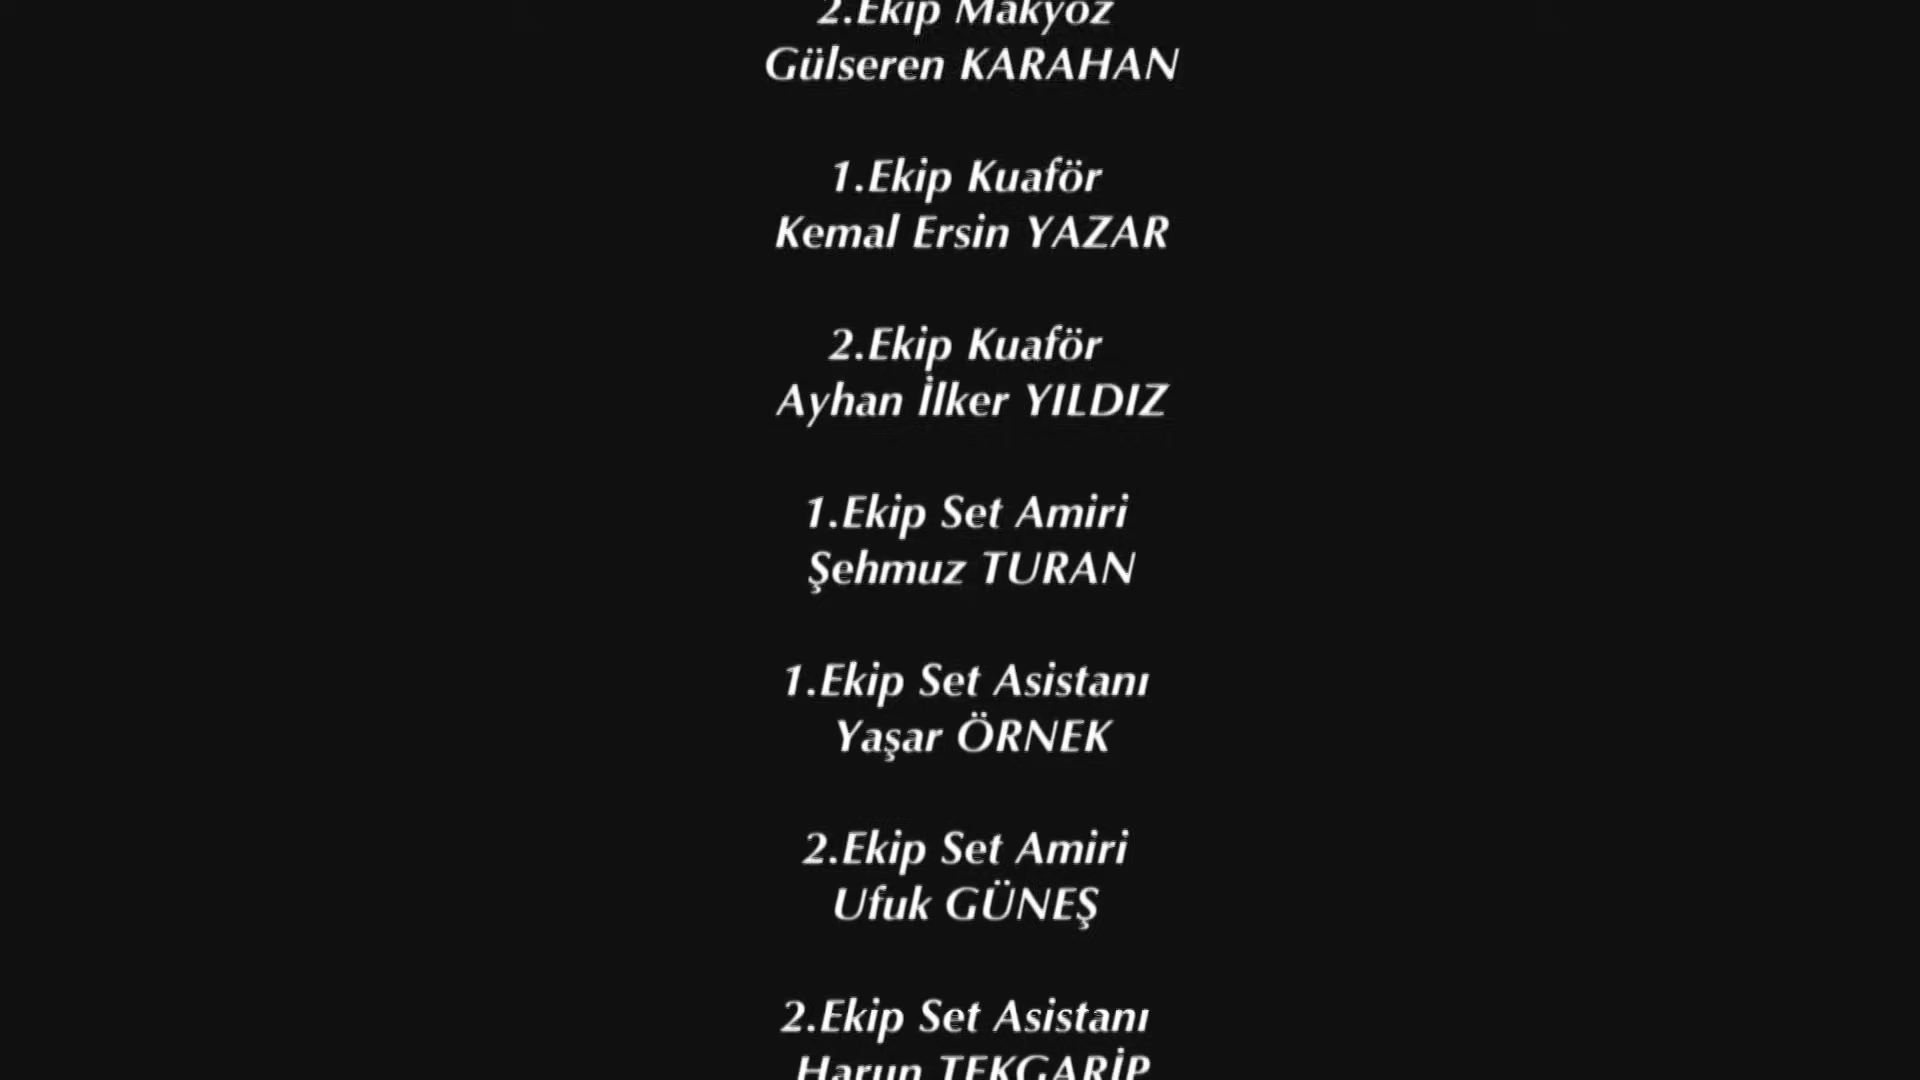 2.Ekip Makyöz
Gülseren KARAHAN
1.Ekip Kuaför
Kemal Ersin YAZAR
2.Ekip Kuaför
Ayhan İlker YILDIZ
1.Ekip Set Amiri
Şehmuz TURAN
1.Ekip Set Asistanı
Yaşar ÖRNEK
2.Ekip Set Amiri
Ufuk GÜNEŞ
2.Ekip Set Asistanı
Harun TEKGARİP